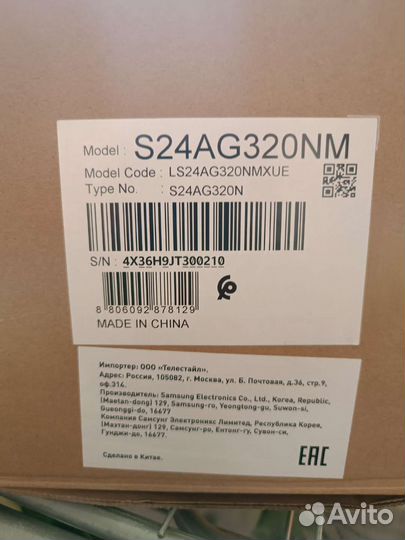 Model : S24AG320NM
Model Code : LS24AG320NMXUE
Type No. : S24AG320N
S/N : 4X36H9JT300210
8 806092 878129
MADE IN CHINA
Импортер: ООО «Телестайл».
Адрес: Россия, 105082, г. Москва, ул. Б. Почтовая, д.36, стр.9,
оф.314.
Производитель: Samsung Electronics Co., Ltd., Korea, Republic,
(Maetan-dong) 129, Samsung-ro, Yeongtong-gu, Suwon-si,
Gueonggi-do, 16677
Компания Самсунг Электроникс Лимитед, Республика Корея,
(Маэтан-донг) 129, Самсунг-ро, Ентонг-гу, Сувон-си,
Гунджи-де, 16677.
Сделано в Китае.
EAC
Avito